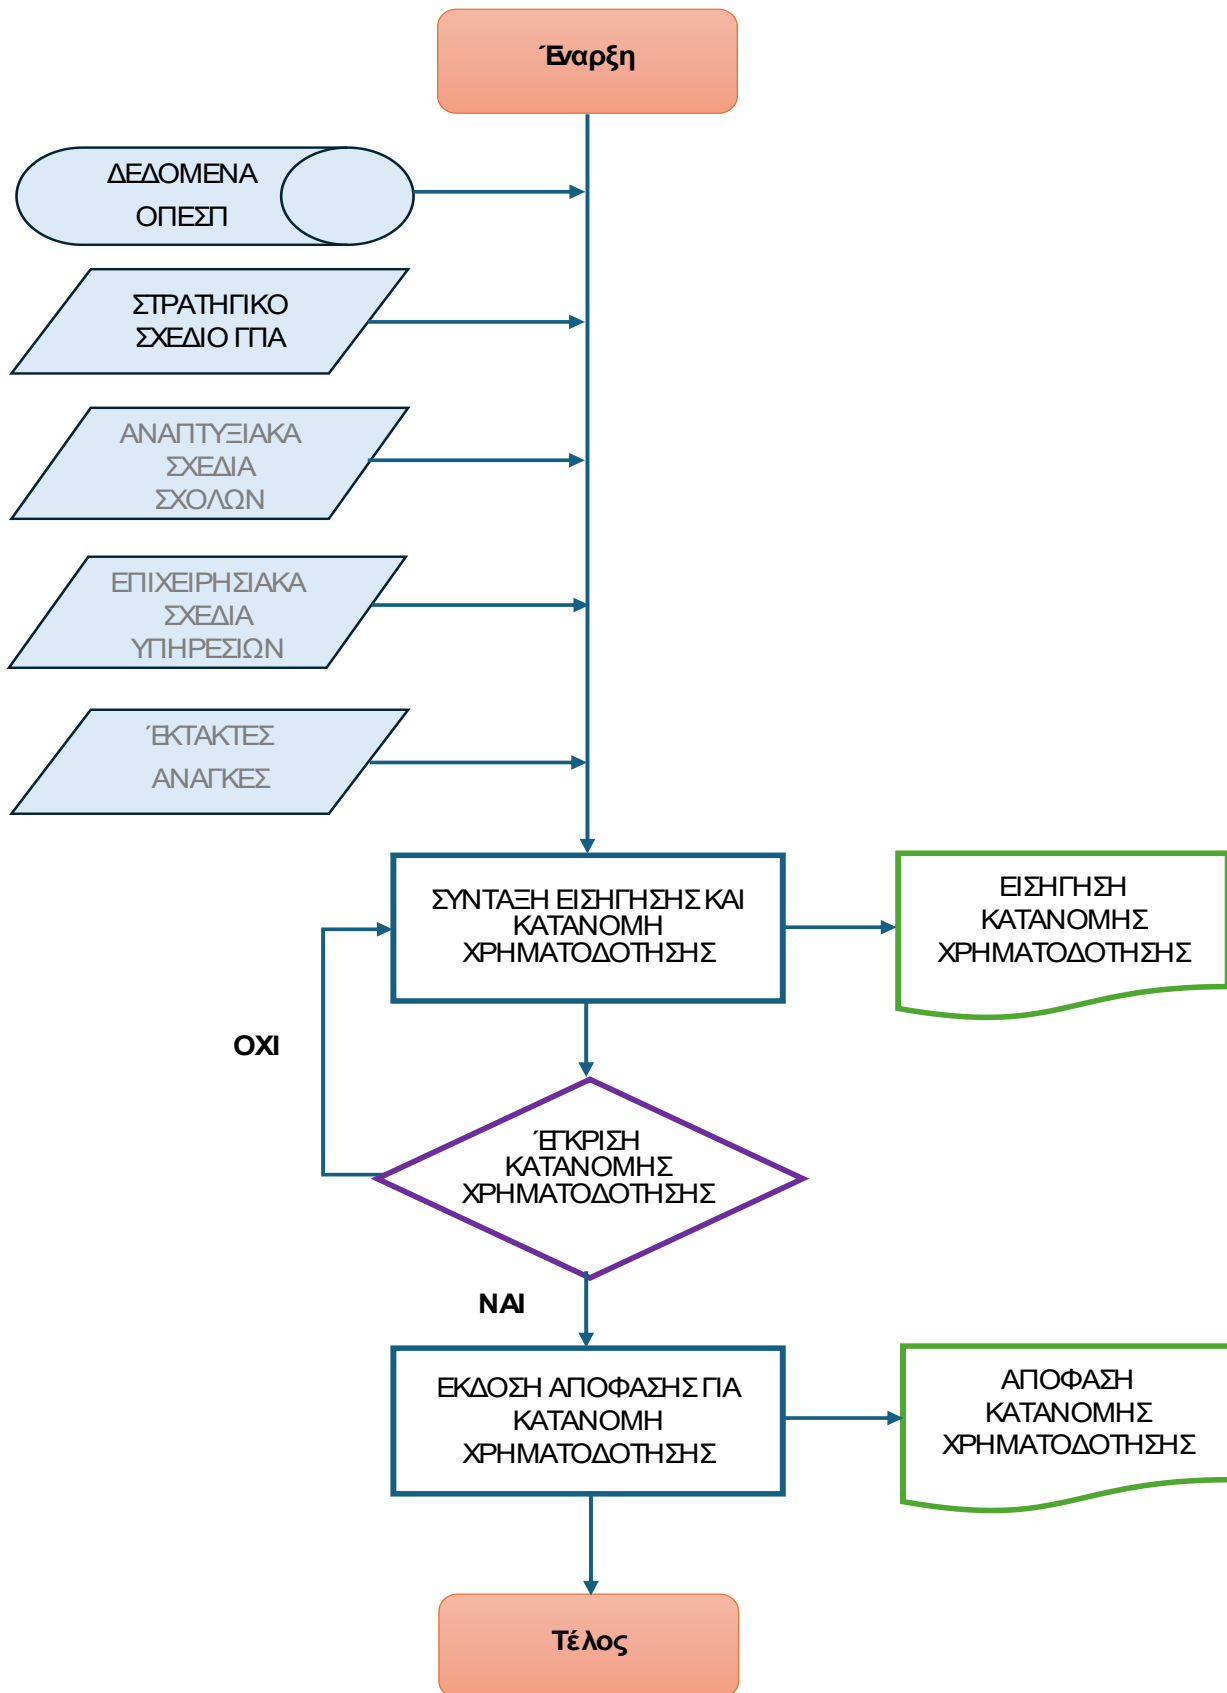 Έναρξη
ΔΕΔΟΜΕΝΑ
ΟΠΕΣΠ
ΣΤΡΑΤΗΓΙΚΟ
ΣΧΕΔΙΟ ΓΠΑ
ΑΝΑΠΤΥΞΙΑΚΑ
ΣΧΕΔΙΑ
ΣΧΟΛΩΝ
ΕΠΙΧΕΙΡΗΣΙΑΚΑ
ΣΧΕΔΙΑ
ΥΠΗΡΕΣΙΩΝ
ΈΚΤΑΚΤΕΣ
ΑΝΑΓΚΕΣ
ΣΥΝΤΑΞΗ ΕΙΣΗΓΗΣΗΣ ΚΑΙ
ΚΑΤΑΝΟΜΗ
ΧΡΗΜΑΤΟΔΟΤΗΣΗΣ
ΕΙΣΗΓΗΣΗ
ΚΑΤΑΝΟΜΗΣ
ΧΡΗΜΑΤΟΔΟΤΗΣΗΣ
ΟΧΙ
ΈΓΚΡΙΣΗ
ΚΑΤΑΝΟΜΗΣ
ΧΡΗΜΑΤΟΔΟΤΗΣΗΣ
ΝΑΙ
ΕΚΔΟΣΗ ΑΠΟΦΑΣΗΣ ΓΙΑ
ΚΑΤΑΝΟΜΗ
ΧΡΗΜΑΤΟΔΟΤΗΣΗΣ
ΑΠΟΦΑΣΗ
ΚΑΤΑΝΟΜΗΣ
ΧΡΗΜΑΤΟΔΟΤΗΣΗΣ
Τέλος